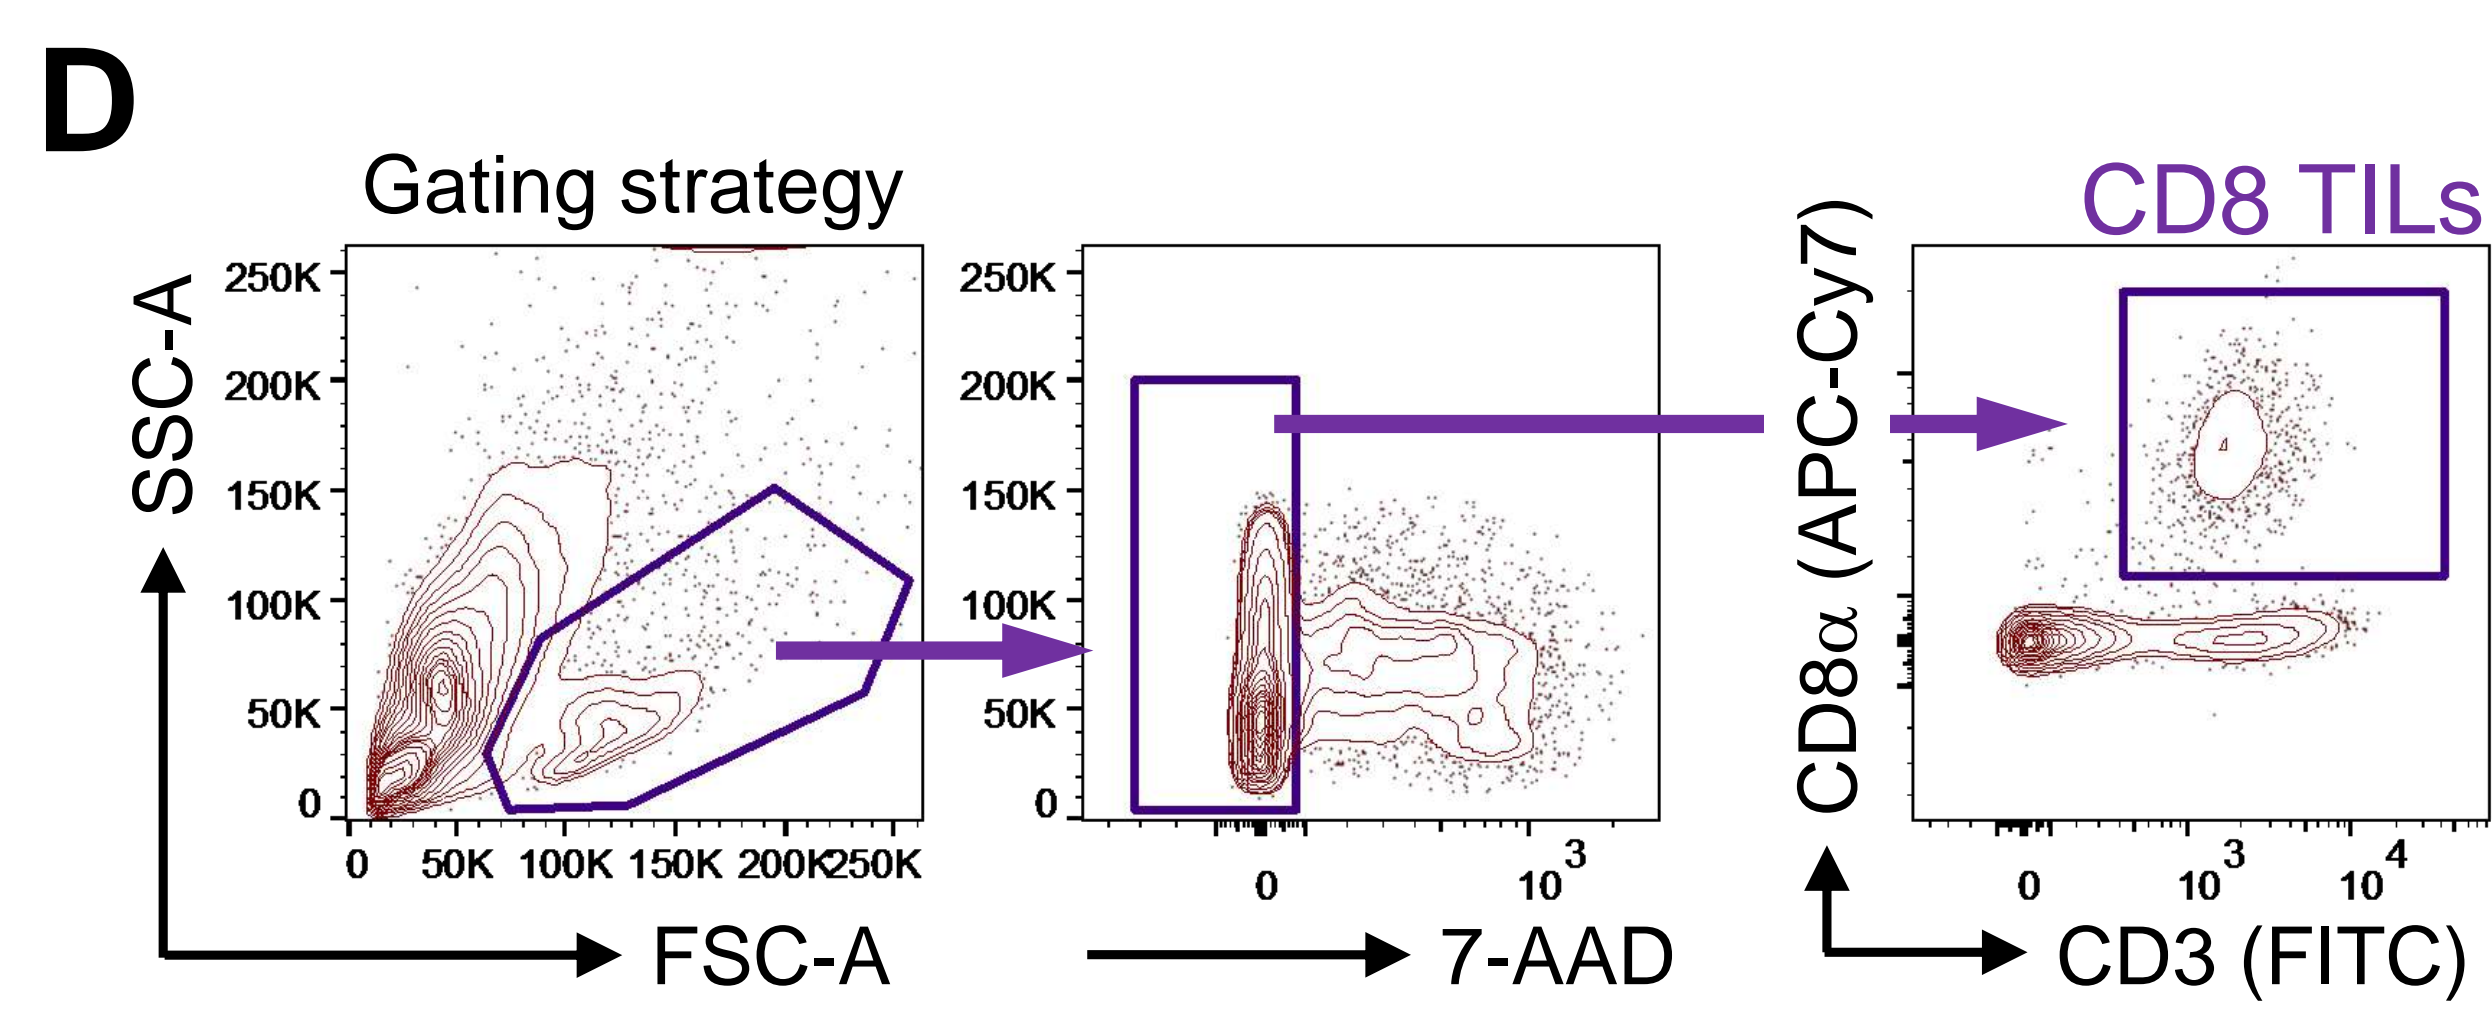 D
Gating strategy
CD8 TILs
SSC-A
250K
200K
150K
100K
50K
0
0 50K 100K 150K 200K 250K
FSC-A
250K
200K
150K
100K
50K
0
0 10^3
7-AAD
CD8α (APC-Cy7)
0 10^3 10^4
CD3 (FITC)